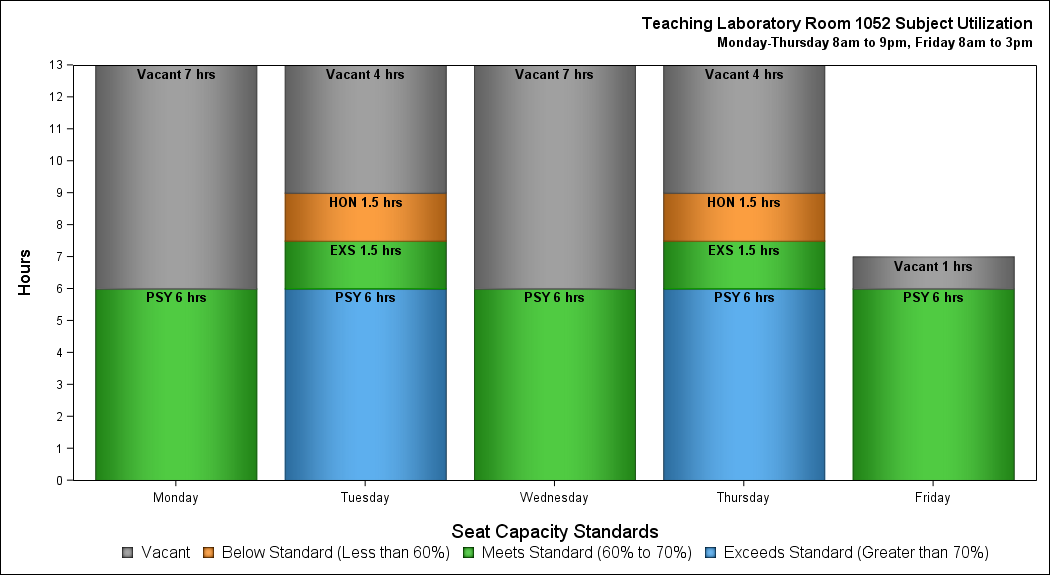 Teaching Laboratory Room 1052 Subject Utilization
Monday-Thursday 8am to 9pm, Friday 8am to 3pm
Hours
13
12
11
10
9
8
7
6
5
4
3
2
1
0
Vacant 7 hrs
PSY 6 hrs
Vacant 4 hrs
HON 1.5 hrs
EXS 1.5 hrs
PSY 6 hrs
Vacant 7 hrs
PSY 6 hrs
Vacant 4 hrs
HON 1.5 hrs
EXS 1.5 hrs
PSY 6 hrs
Vacant 1 hrs
PSY 6 hrs
Monday Tuesday Wednesday Thursday Friday
Seat Capacity Standards
Vacant Below Standard (Less than 60%) Meets Standard (60% to 70%) Exceeds Standard (Greater than 70%)